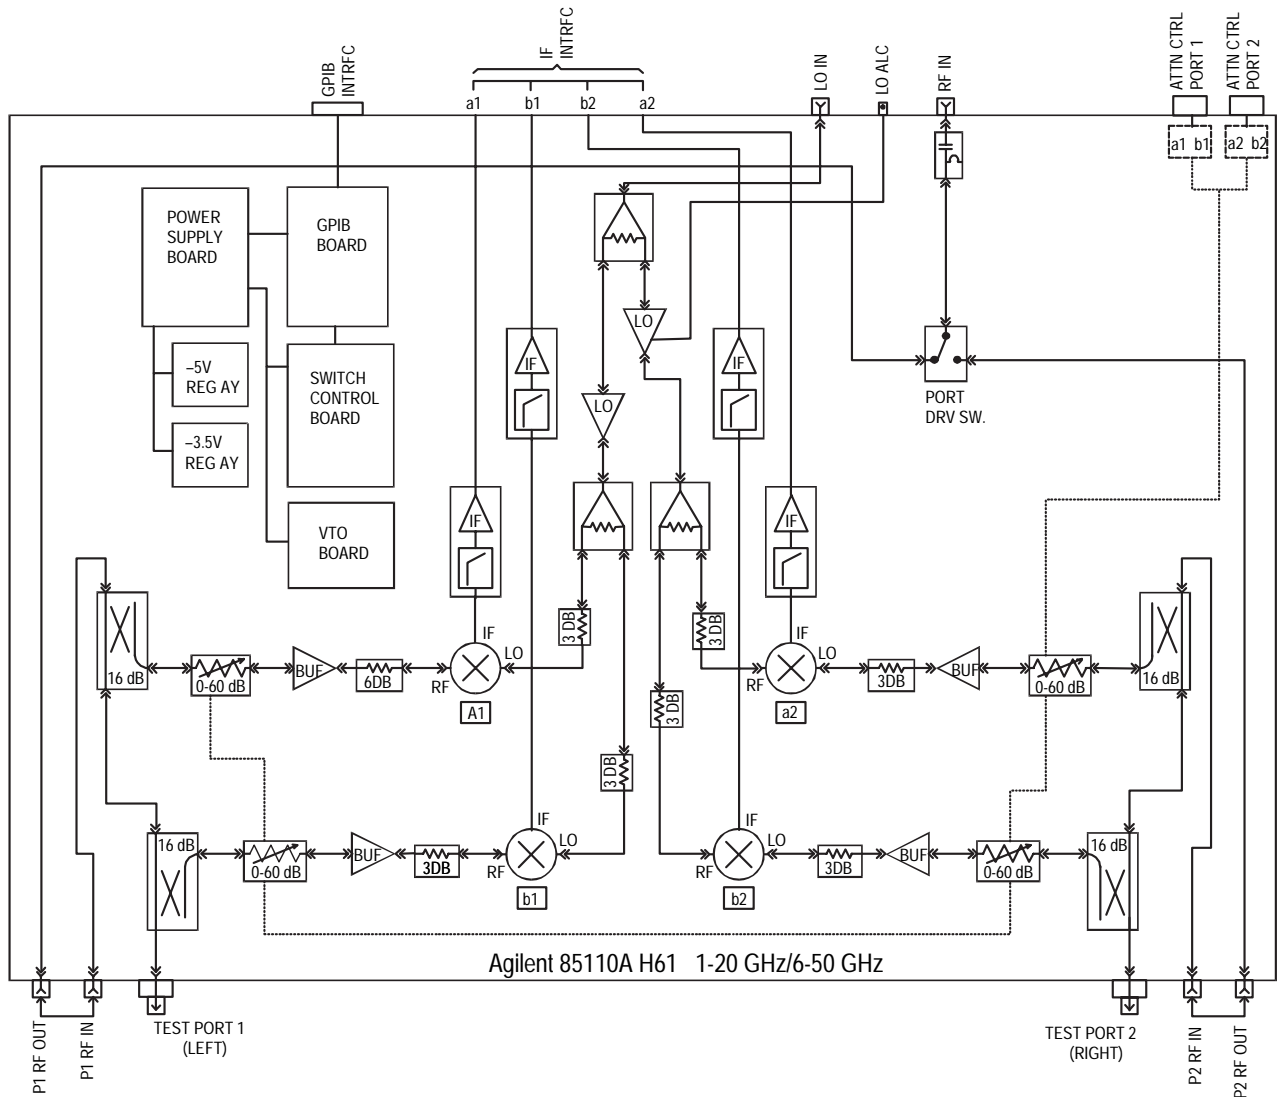 GPIB
INTRFC
IF
INTRFC
a1
b1
b2
a2
LO IN
LO ALC
RF IN
ATTN CTRL
PORT 1
ATTN CTRL
PORT 2
a1 b1
a2 b2
POWER
SUPPLY
BOARD
GPIB
BOARD
LO
IF
IF
–5V
REG AY
SWITCH
CONTROL
BOARD
PORT
DRV SW.
LO
–3.5V
REG AY
IF
IF
VTO
BOARD
3 DB
3 DB
16 dB
0-60 dB
BUF
6DB
RF
IF
LO
A1
RF
IF
LO
a2
3DB
BUF
0-60 dB
16 dB
3 DB
3 DB
16 dB
0-60 dB
BUF
3DB
RF
IF
LO
b1
RF
IF
LO
b2
3DB
BUF
0-60 dB
16 dB
Agilent 85110A H61 1-20 GHz/6-50 GHz
P1 RF OUT
P1 RF IN
TEST PORT 1
(LEFT)
TEST PORT 2
(RIGHT)
P2 RF IN
P2 RF OUT